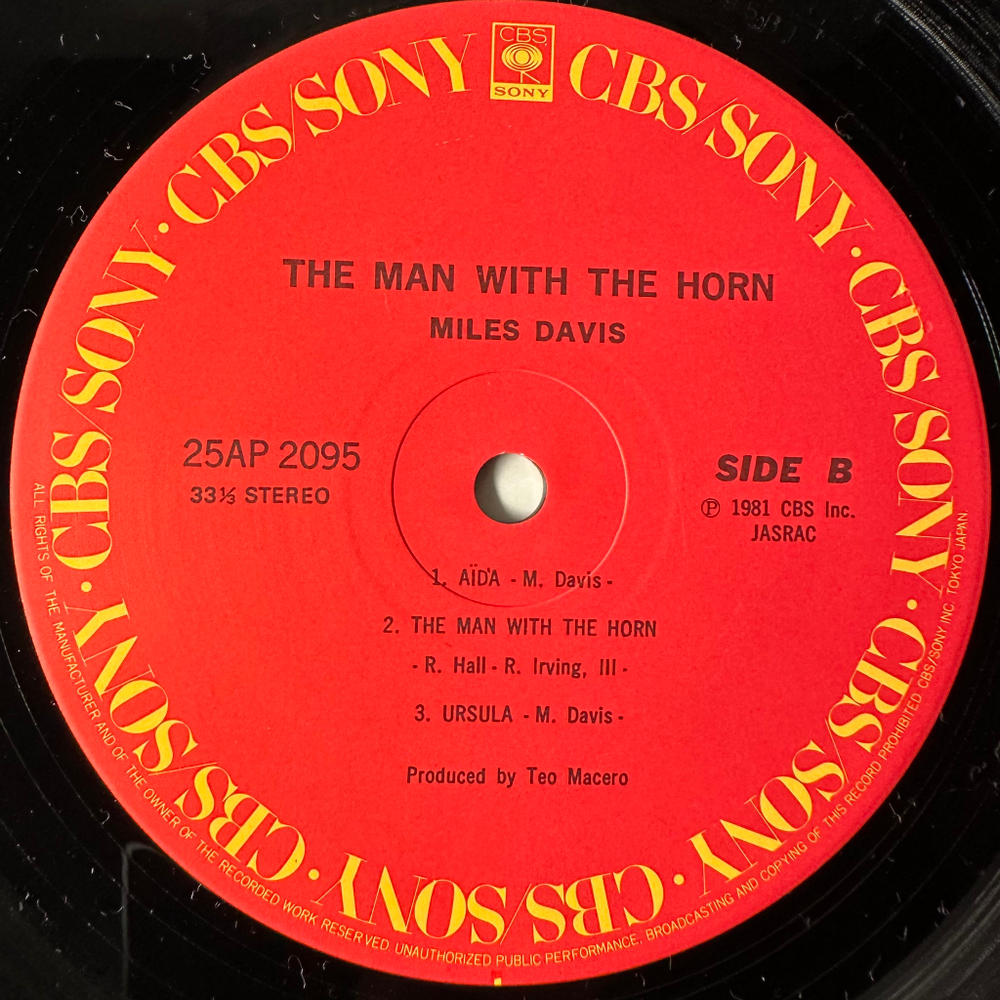 CBS
SONY
CBS/SONY · CBS/SONY · CBS/SONY · CBS/SONY · CBS/SONY · CBS/SONY · CBS/SONY · CBS/SONY
THE MAN WITH THE HORN
MILES DAVIS
25AP 2095
33⅓ STEREO
SIDE B
℗ 1981 CBS Inc.
JASRAC
1. AÏDA - M. Davis -
2. THE MAN WITH THE HORN
- R. Hall - R. Irving, III -
3. URSULA - M. Davis -
Produced by Teo Macero
ALL RIGHTS OF THE MANUFACTURER AND OF THE OWNER OF THE RECORDED WORK RESERVED. UNAUTHORIZED PUBLIC PERFORMANCE, BROADCASTING AND COPYING OF THIS RECORD PROHIBITED CBS/SONY INC. TOKYO JAPAN